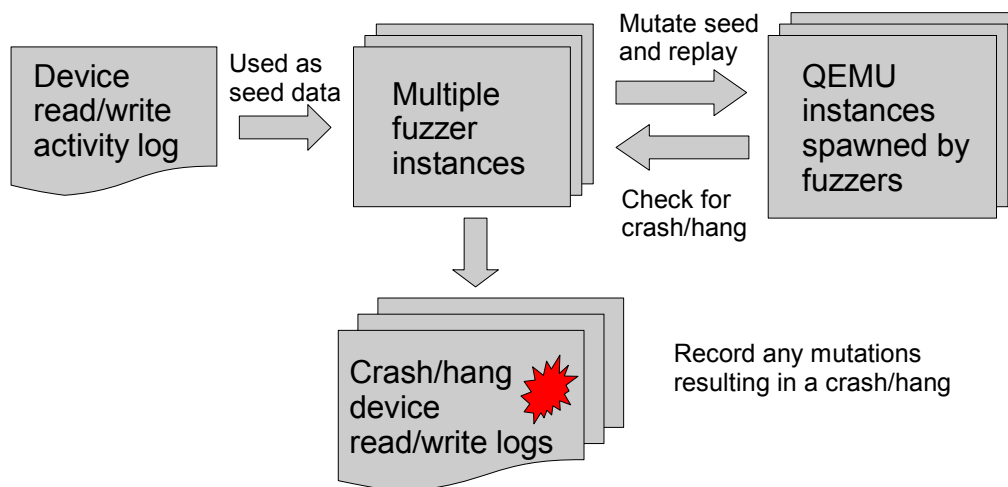 Device
read/write
activity log
Used as
seed data
Multiple
fuzzer
instances
Mutate seed
and replay
Check for
crash/hang
QEMU
instances
spawned by
fuzzers
Crash/hang
device
read/write logs
Record any mutations
resulting in a crash/hang